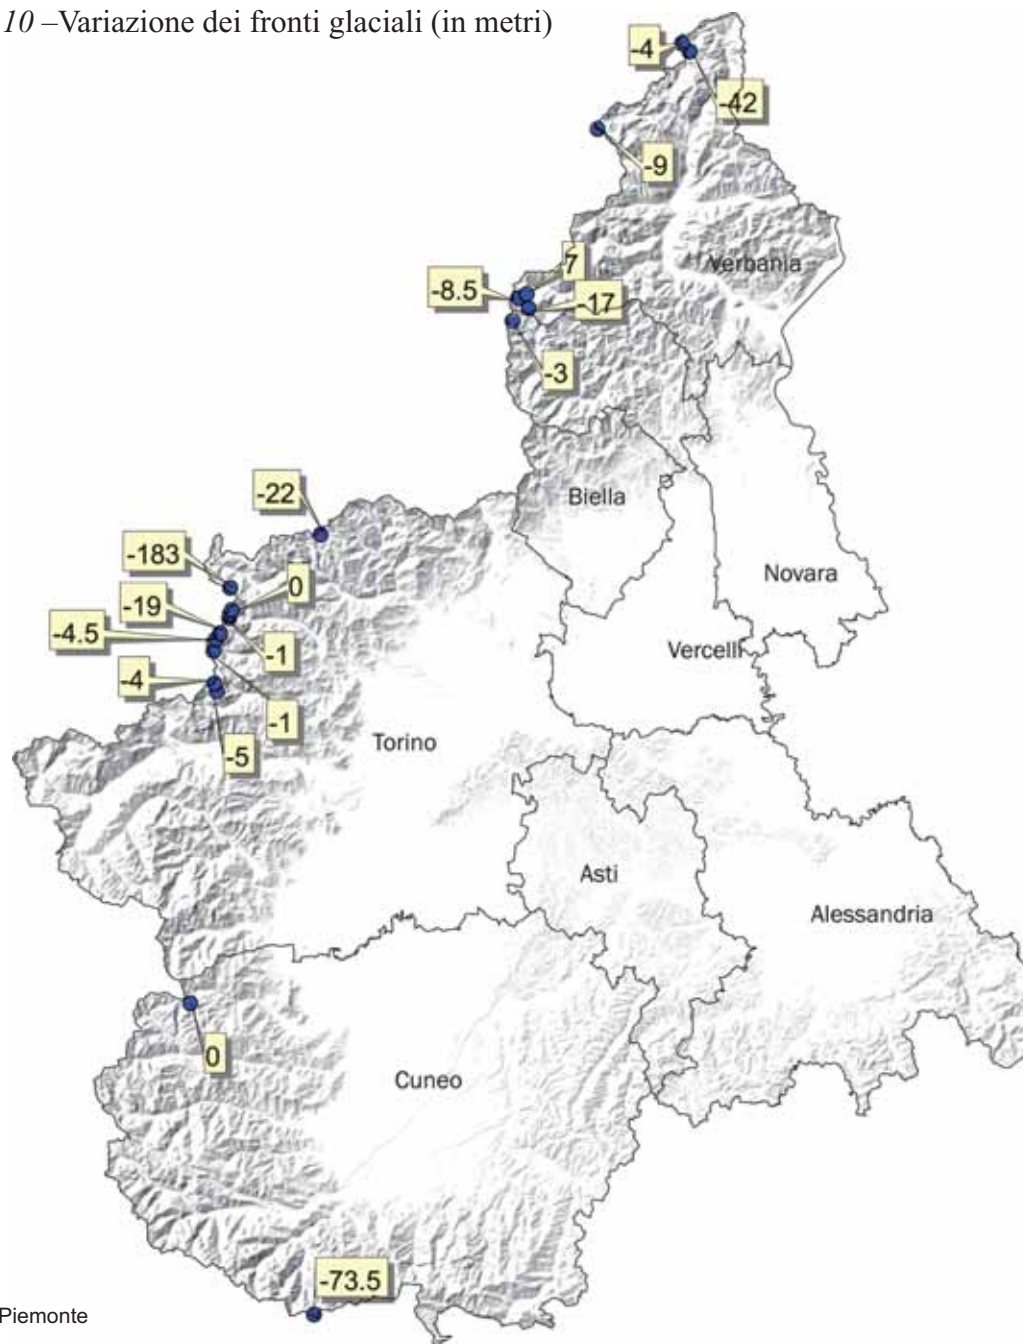 10 –Variazione dei fronti glaciali (in metri)
-4
-42
-9
Verbania
7
-8.5
-17
-3
-22
Biella
-183
Novara
0
-19
-4.5
-1
Vercelli
-4
-1
Torino
-5
Asti
Alessandria
0
Cuneo
-73.5
Piemonte